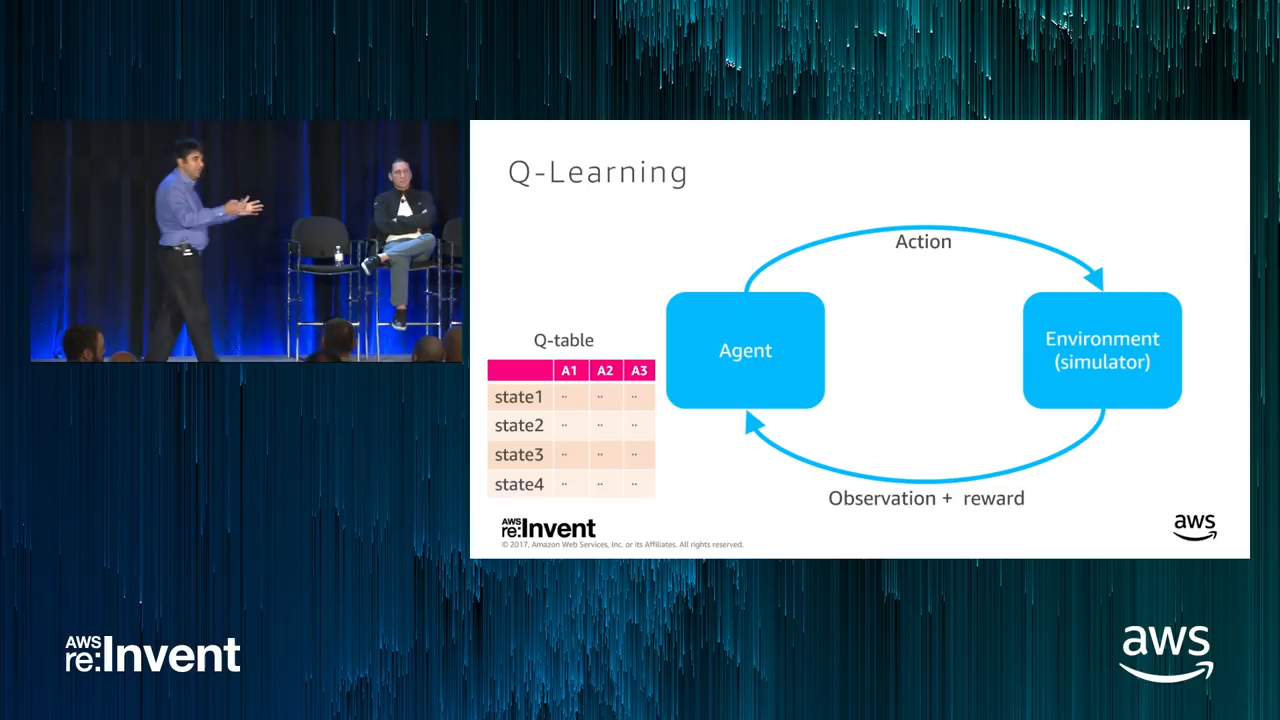 Q-Learning
Action
Agent
Environment
(simulator)
Q-table
A1 A2 A3
state1 .. .. ..
state2 .. .. ..
state3 .. .. ..
state4 .. .. ..
Observation + reward
AWS
re:Invent
© 2017, Amazon Web Services, Inc. or its Affiliates. All rights reserved.
aws
AWS
re:Invent
aws